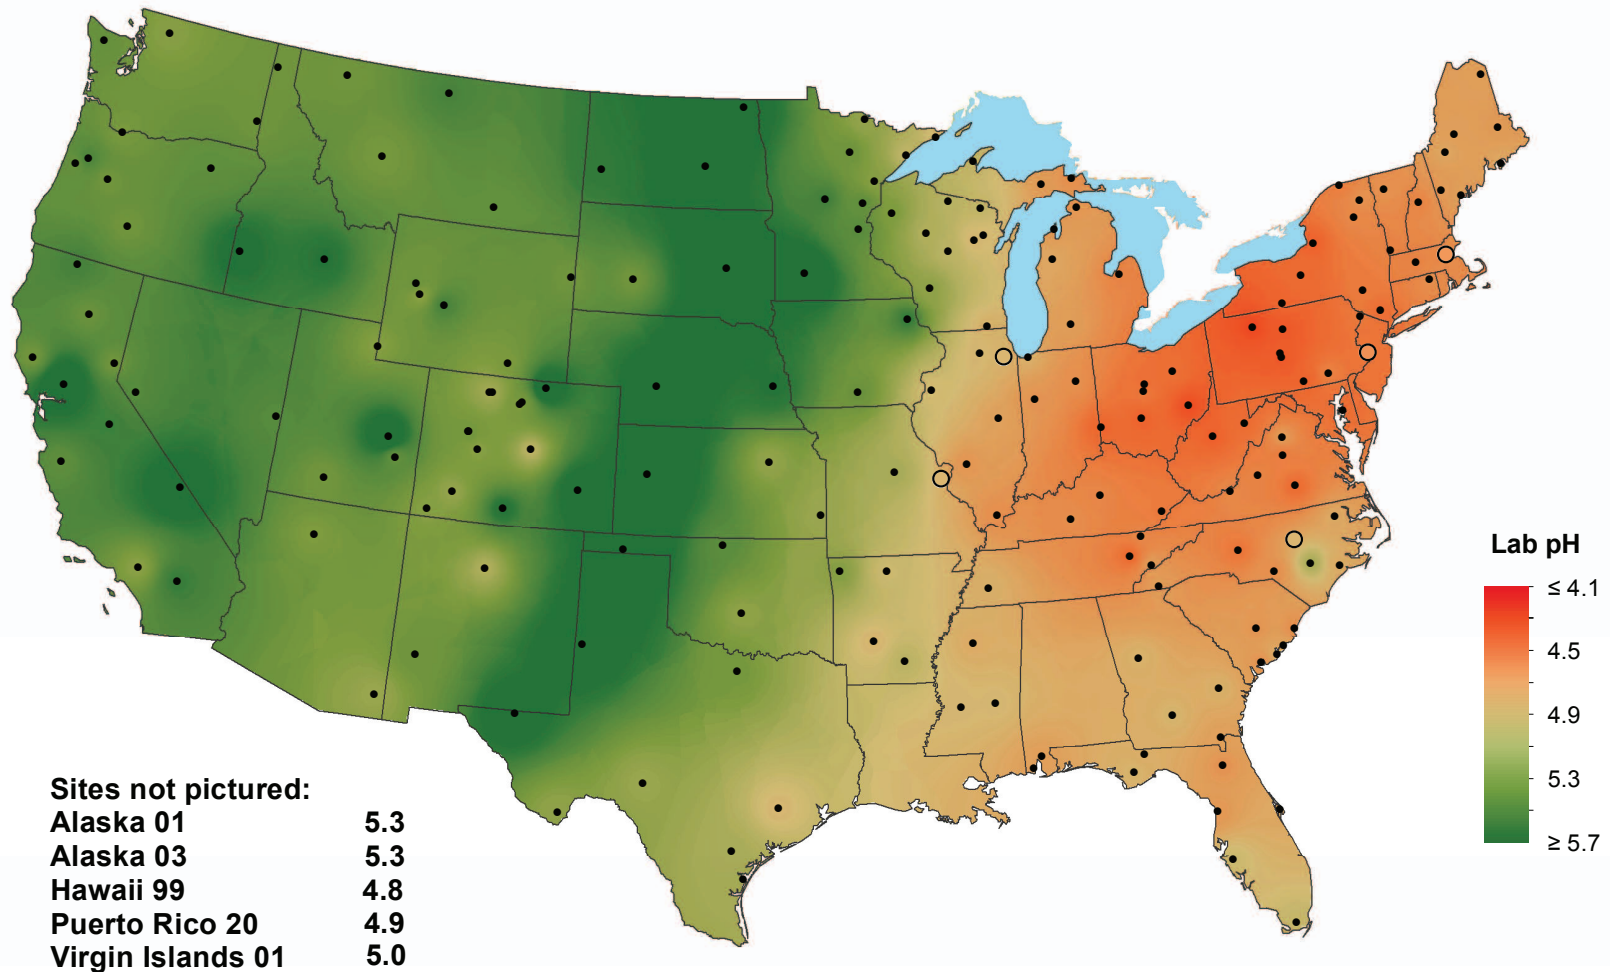 Lab pH
≤ 4.1
4.5
4.9
5.3
≥ 5.7
Sites not pictured:
Alaska 01 5.3
Alaska 03 5.3
Hawaii 99 4.8
Puerto Rico 20 4.9
Virgin Islands 01 5.0